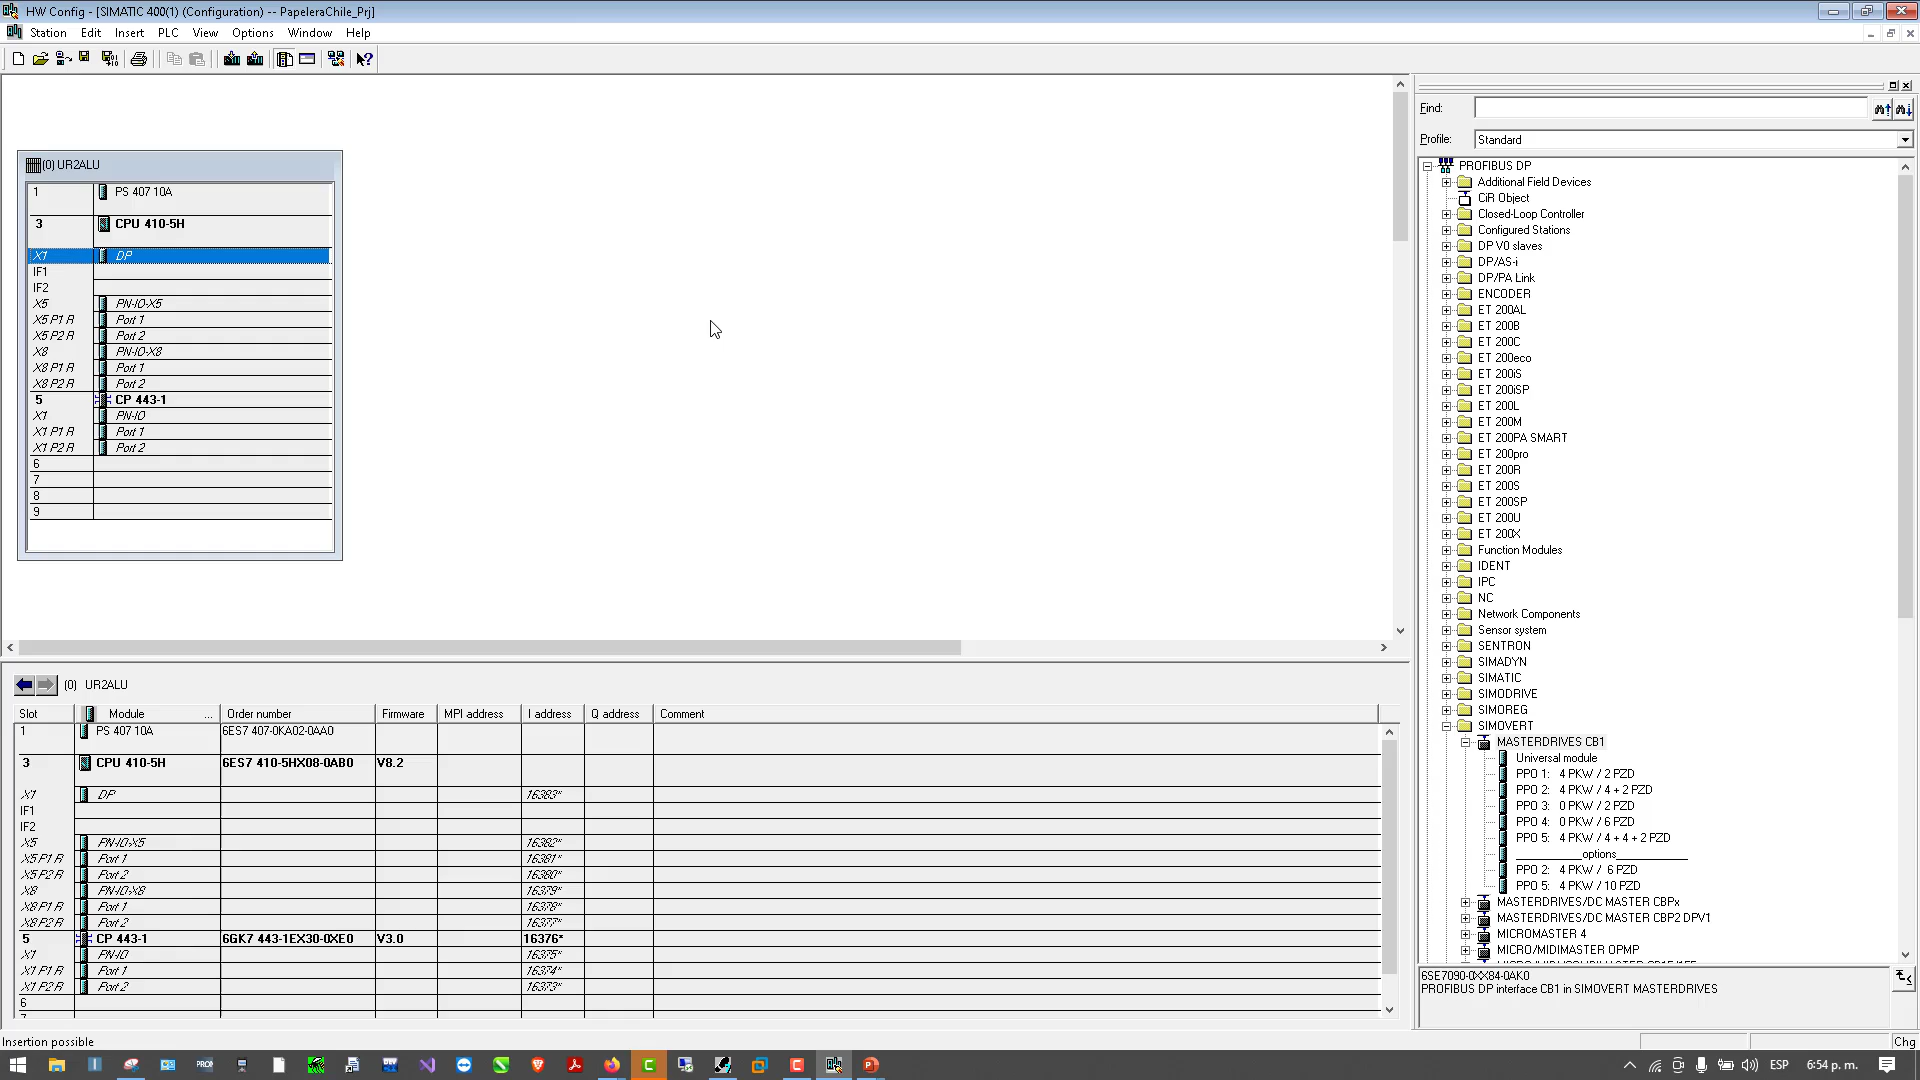 HW Config - [SIMATIC 400(1) (Configuration) -- PapeleraChile_Prj]
Station Edit Insert PLC View Options Window Help
(0) UR2ALU
1 PS 407 10A
3 CPU 410-5H
X1 DP
IF1
IF2
X5 PN-IO-X5
X5 P1 R Port 1
X5 P2 R Port 2
X8 PN-IO-X8
X8 P1 R Port 1
X8 P2 R Port 2
5 CP 443-1
X1 PN-IO
X1 P1 R Port 1
X1 P2 R Port 2
6
7
8
9
(0) UR2ALU
Slot Module ... Order number Firmware MPI address I address Q address Comment
1 PS 407 10A 6ES7 407-0KA02-0AA0
3 CPU 410-5H 6ES7 410-5HX08-0AB0 V8.2
X1 DP 16383*
IF1
IF2
X5 PN-IO-X5 16382*
X5 P1 R Port 1 16381*
X5 P2 R Port 2 16380*
X8 PN-IO-X8 16379*
X8 P1 R Port 1 16378*
X8 P2 R Port 2 16377*
5 CP 443-1 6GK7 443-1EX30-0XE0 V3.0 16376*
X1 PN-IO 16375*
X1 P1 R Port 1 16374*
X1 P2 R Port 2 16373*
6
Find:
Profile: Standard
PROFIBUS DP
Additional Field Devices
CiR Object
Closed-Loop Controller
Configured Stations
DP V0 slaves
DP/AS-i
DP/PA Link
ENCODER
ET 200AL
ET 200B
ET 200C
ET 200eco
ET 200iS
ET 200iSP
ET 200L
ET 200M
ET 200PA SMART
ET 200pro
ET 200R
ET 200S
ET 200SP
ET 200U
ET 200X
Function Modules
IDENT
IPC
NC
Network Components
Sensor system
SENTRON
SIMADYN
SIMATIC
SIMODRIVE
SIMOREG
SIMOVERT
MASTERDRIVES CB1
Universal module
PPO 1: 4 PKW / 2 PZD
PPO 2: 4 PKW / 4 + 2 PZD
PPO 3: 0 PKW / 2 PZD
PPO 4: 0 PKW / 6 PZD
PPO 5: 4 PKW / 4 + 4 + 2 PZD
___________options____________
PPO 2: 4 PKW / 6 PZD
PPO 5: 4 PKW / 10 PZD
MASTERDRIVES/DC MASTER CBPx
MASTERDRIVES/DC MASTER CBP2 DPV1
MICROMASTER 4
MICRO/MIDIMASTER OPMP
6SE7090-0XX84-0AK0
PROFIBUS DP interface CB1 in SIMOVERT MASTERDRIVES
Insertion possible
Chg
ESP 6:54 p. m.